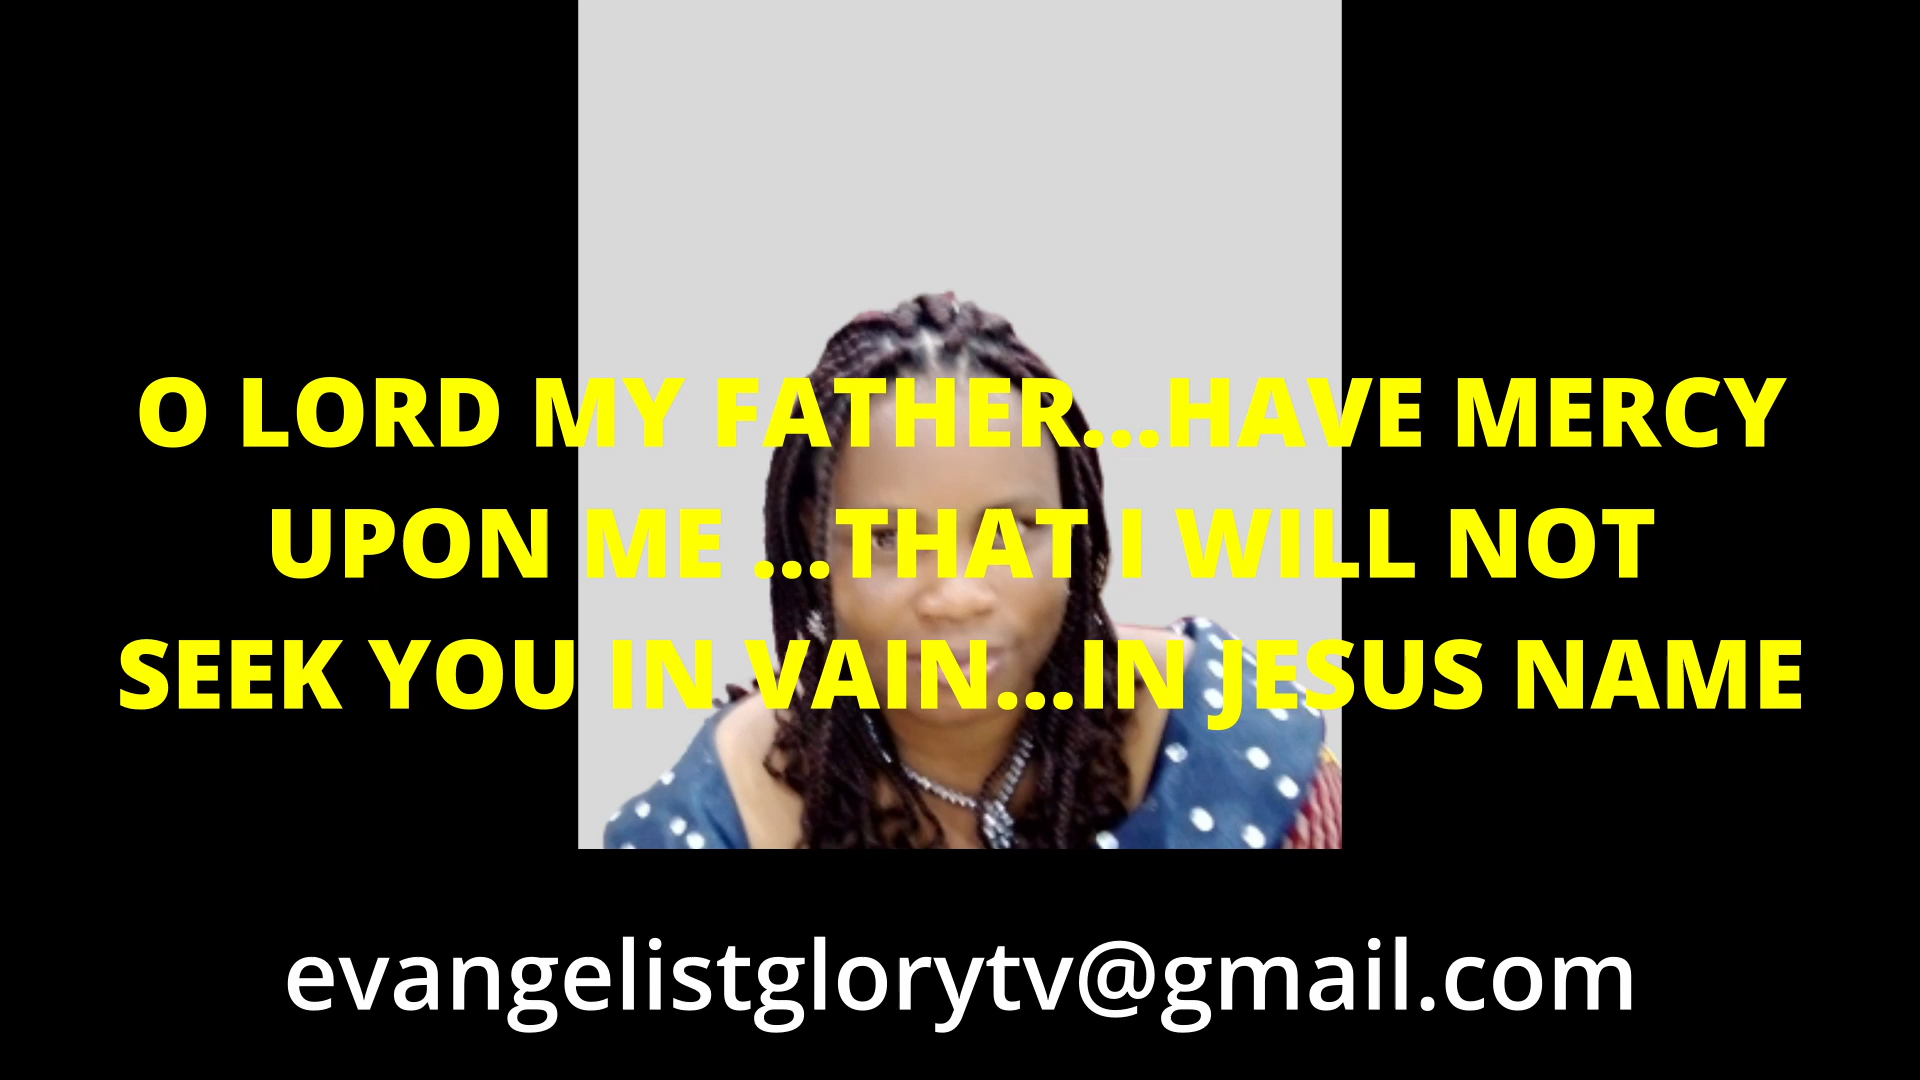 O LORD MY FATHER...HAVE MERCY
UPON ME ...THAT I WILL NOT
SEEK YOU IN VAIN...IN JESUS NAME
evangelistglorytv@gmail.com